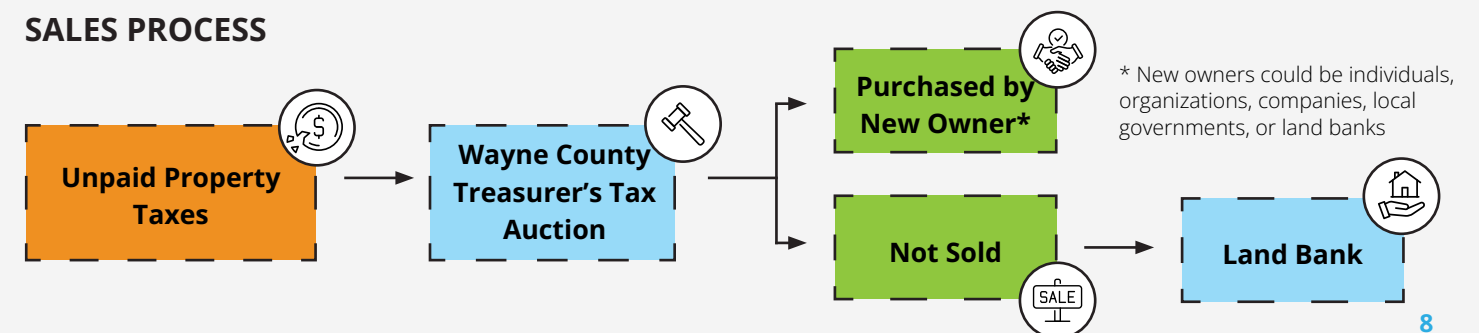 SALES PROCESS
Unpaid Property
Taxes
$
Wayne County
Treasurer’s Tax
Auction
Purchased by
New Owner*
* New owners could be individuals,
organizations, companies, local
governments, or land banks
Not Sold
SALE
Land Bank
8